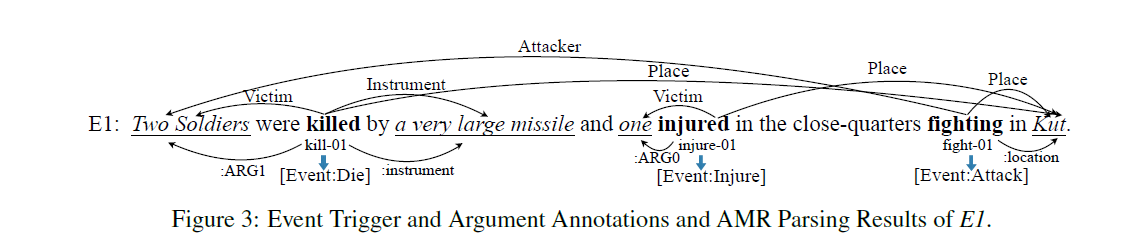 Attacker
Place
Place
Place
Instrument
Victim
Victim
E1: Two Soldiers were killed by a very large missile and one injured in the close-quarters fighting in Kut.
kill-01
injure-01
fight-01
:ARG1
:instrument
:ARG0
:location
[Event:Die]
[Event:Injure]
[Event:Attack]
Figure 3: Event Trigger and Argument Annotations and AMR Parsing Results of E1.